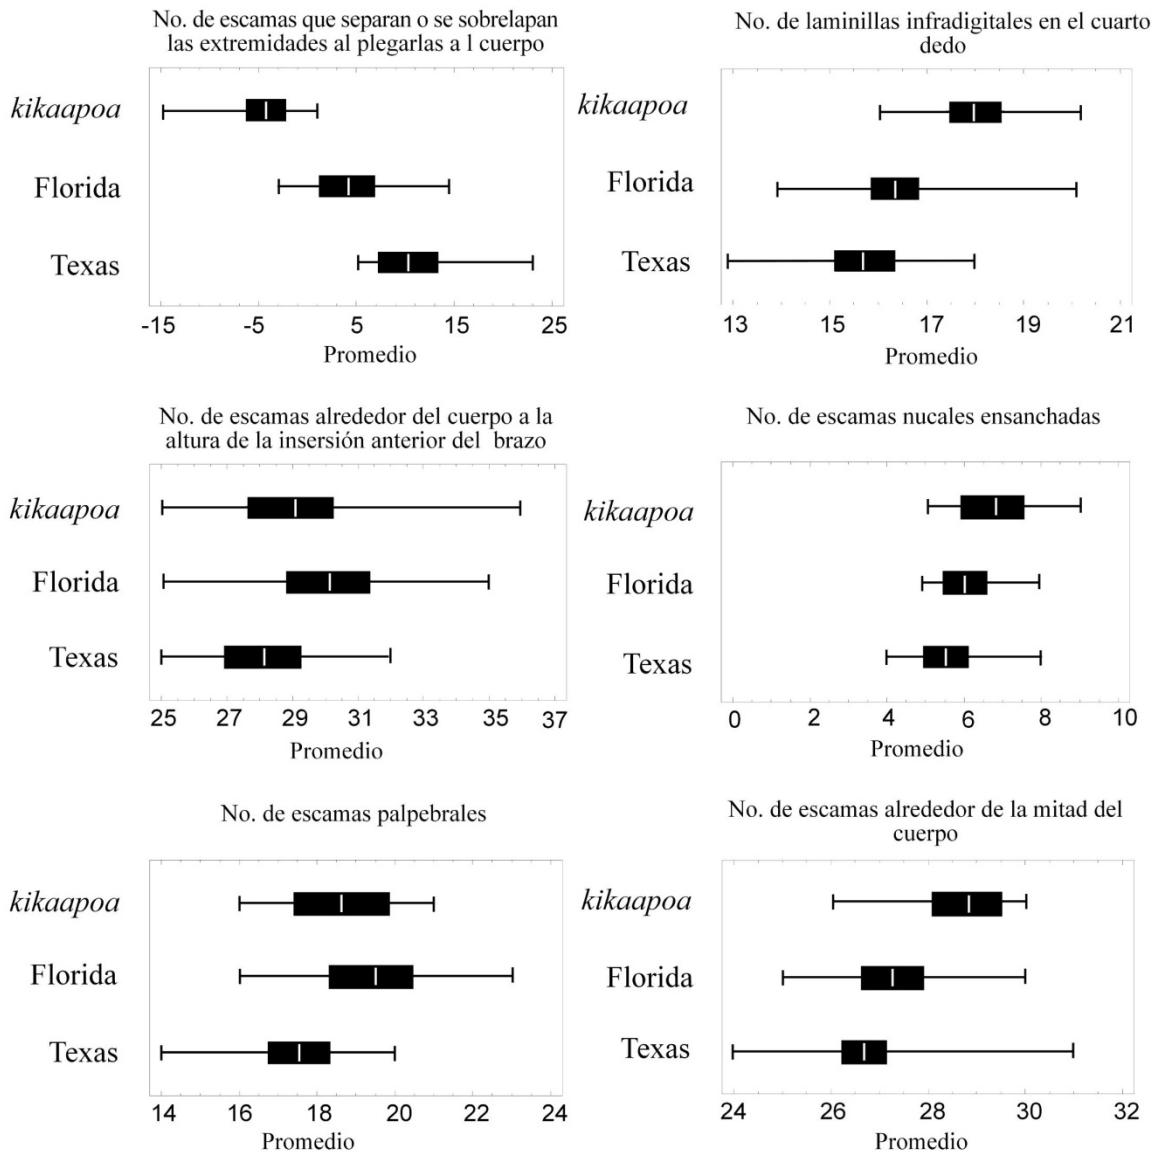 No. de escamas que separan o se sobrelapan
las extremidades al plegarlas a l cuerpo
kikaapoa
Florida
Texas
-15 -5 5 15 25
Promedio
No. de laminillas infradigitales en el cuarto
dedo
kikaapoa
Florida
Texas
13 15 17 19 21
Promedio
No. de escamas alrededor del cuerpo a la
altura de la insersión anterior del brazo
kikaapoa
Florida
Texas
25 27 29 31 33 35 37
Promedio
No. de escamas nucales ensanchadas
kikaapoa
Florida
Texas
0 2 4 6 8 10
Promedio
No. de escamas palpebrales
kikaapoa
Florida
Texas
14 16 18 20 22 24
Promedio
No. de escamas alrededor de la mitad del
cuerpo
kikaapoa
Florida
Texas
24 26 28 30 32
Promedio